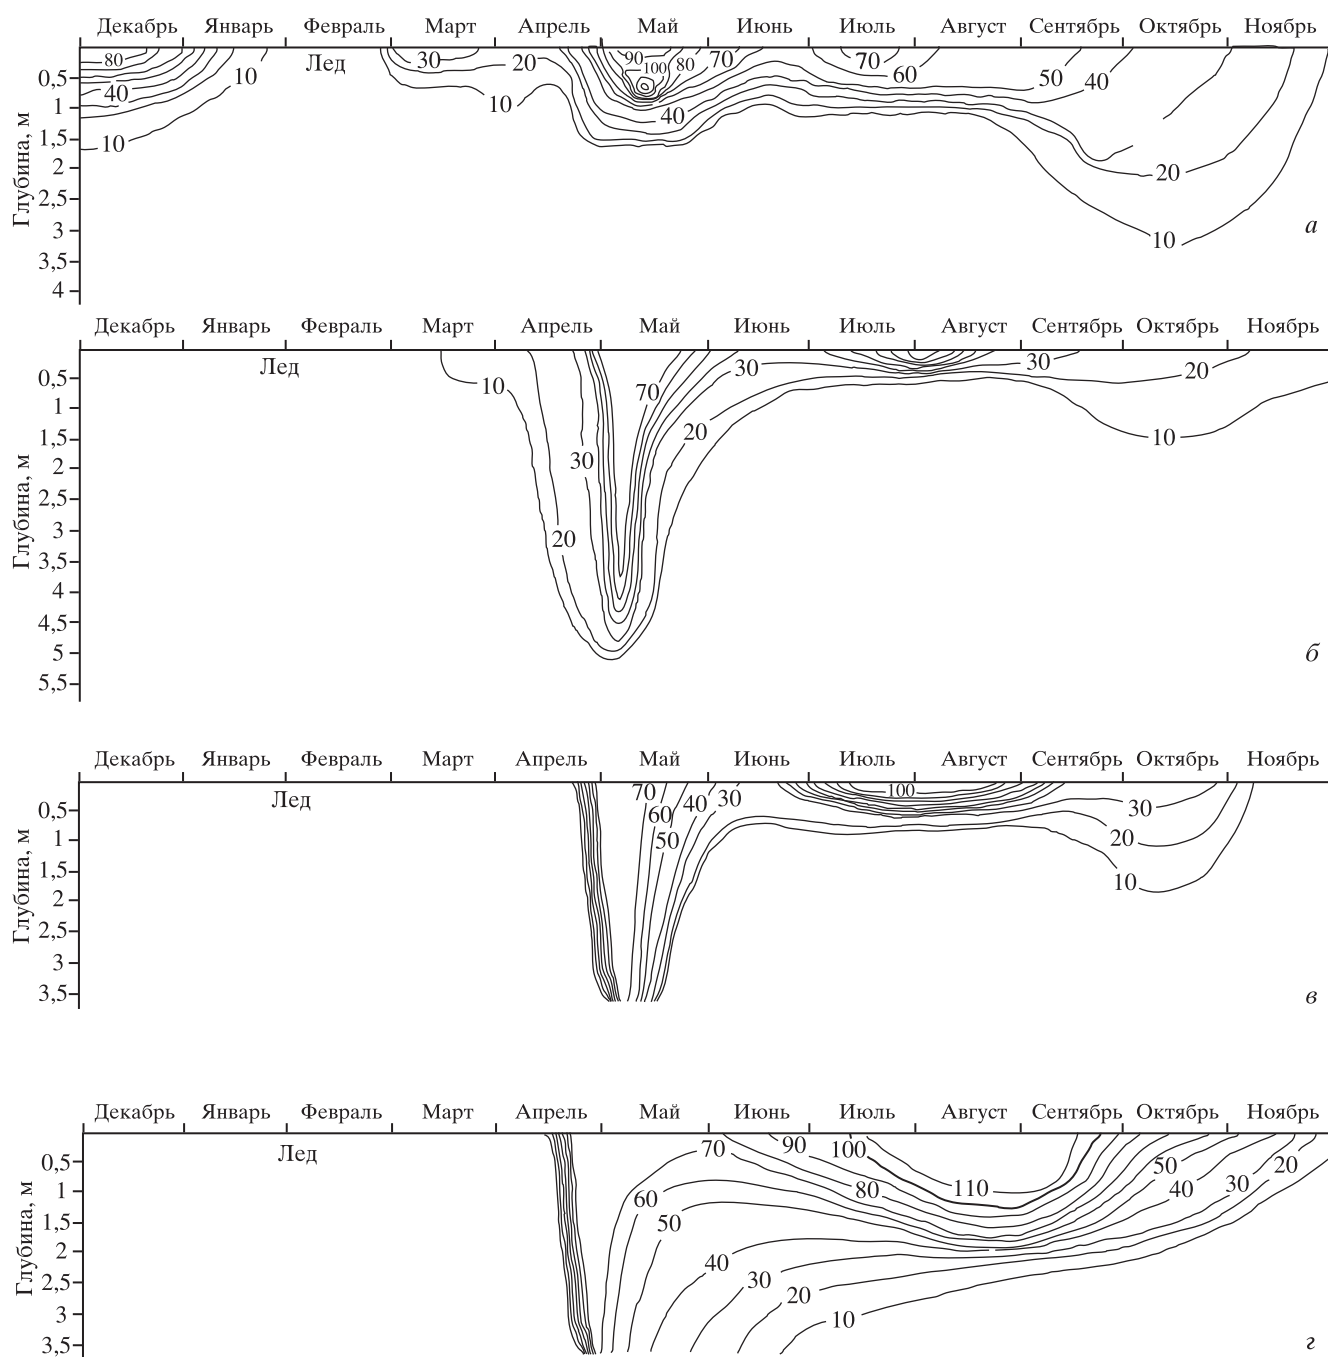 Декабрь Январь Февраль Март Апрель Май Июнь Июль Август Сентябрь Октябрь Ноябрь
80 Лед 30 20 90 100 80 70 70 60 50 40
0,5 10
40 10 40
1
10
1,5
2 20
2,5
3 10
3,5 а
4
Глубина, м
Декабрь Январь Февраль Март Апрель Май Июнь Июль Август Сентябрь Октябрь Ноябрь
Лед 30 30 20
0,5 10 70
1
1,5 20 10
2 30
2,5
3 20
3,5
4
4,5
5 б
5,5
Глубина, м
Декабрь Январь Февраль Март Апрель Май Июнь Июль Август Сентябрь Октябрь Ноябрь
Лед 70 40 30 100 30
0,5 60
1 50 20
1,5 10
2
2,5
3
3,5 в
Глубина, м
Декабрь Январь Февраль Март Апрель Май Июнь Июль Август Сентябрь Октябрь Ноябрь
Лед 70 90 100
0,5 50 20
1 60 80 110 40 30
1,5 50
2 40
2,5 30 20
3 10
3,5 г
Глубина, м